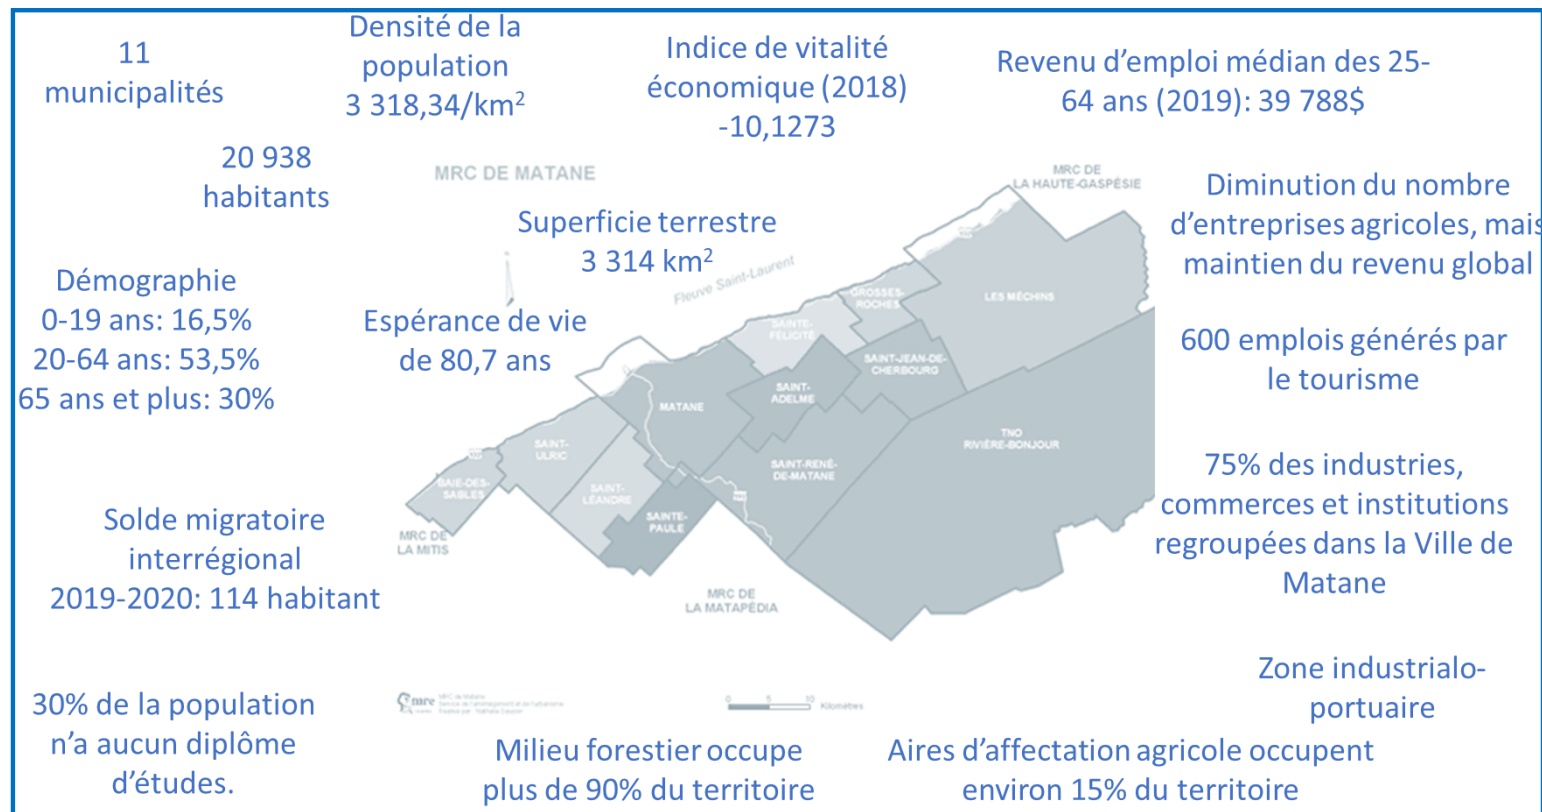 11
municipalités
Densité de la
population
3 318,34/km²
Indice de vitalité
économique (2018)
-10,1273
Revenu d’emploi médian des 25-
64 ans (2019): 39 788$
20 938
habitants
MRC DE MATANE
MRC DE
LA HAUTE-GASPÉSIE
Superficie terrestre
3 314 km²
Diminution du nombre
d’entreprises agricoles, mais
maintien du revenu global
Démographie
0-19 ans: 16,5%
20-64 ans: 53,5%
65 ans et plus: 30%
Espérance de vie
de 80,7 ans
Fleuve Saint-Laurent
GROSSES-
ROCHES
LES MÉCHINS
SAINTE-
FÉLICITÉ
SAINT-JEAN-DE-
CHERBOURG
600 emplois générés par
le tourisme
SAINT-
ADELME
MATANE
TNO
RIVIÈRE-BONJOUR
SAINT-
ULRIC
SAINT-RENÉ-
DE-MATANE
BAIE-DES-
SABLES
SAINT-
LÉANDRE
SAINTE-
PAULE
75% des industries,
commerces et institutions
regroupées dans la Ville de
Matane
Solde migratoire
interrégional
2019-2020: 114 habitant
MRC DE
LA MITIS
MRC DE
LA MATAPÉDIA
Zone industrialo-
portuaire
0 5 10
Kilomètres
30% de la population
n’a aucun diplôme
d’études.
Milieu forestier occupe
plus de 90% du territoire
Aires d’affectation agricole occupent
environ 15% du territoire